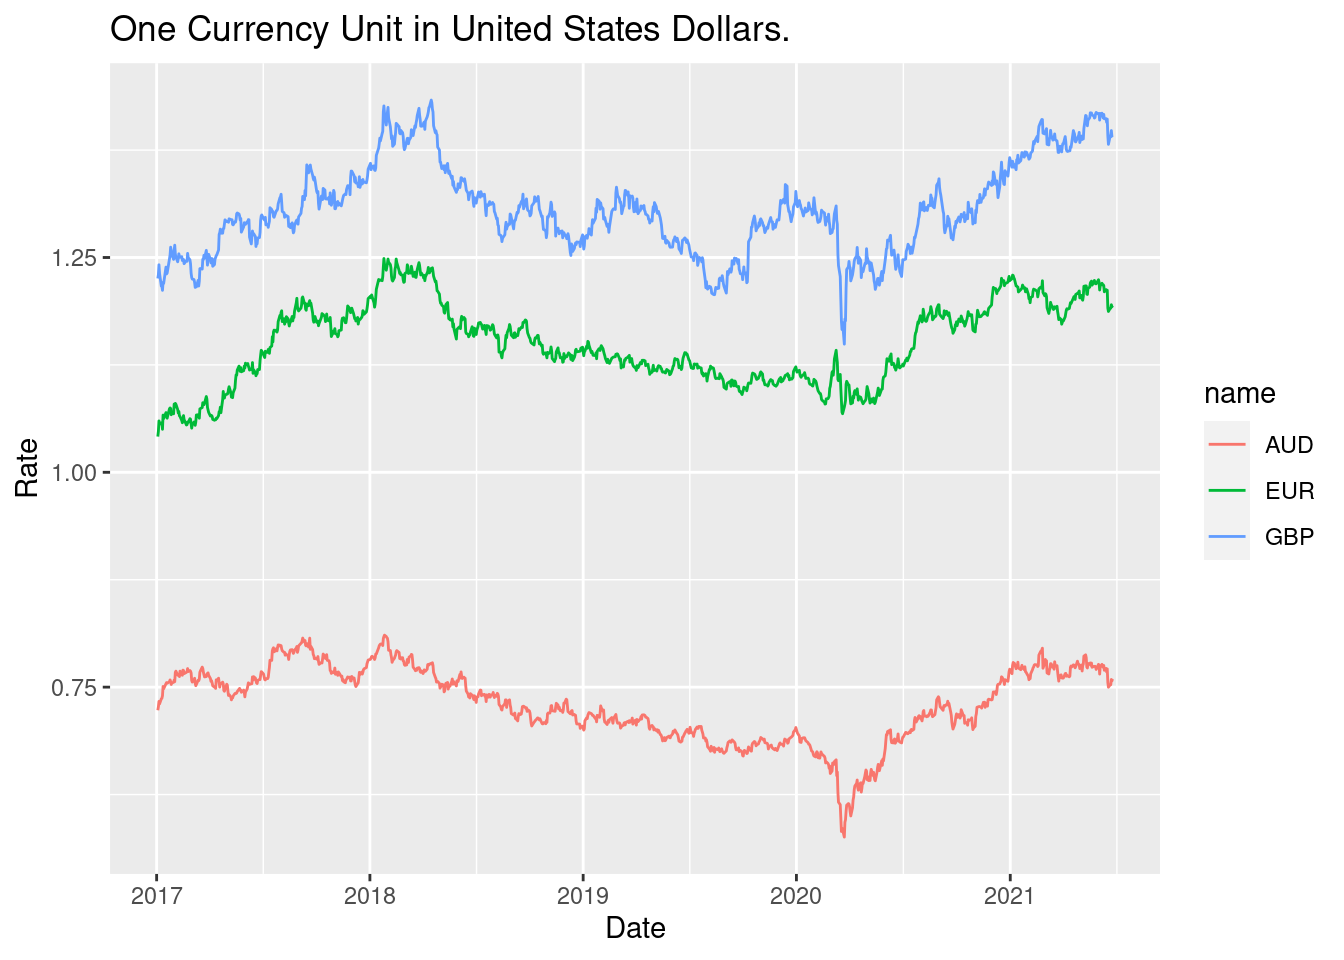 One Currency Unit in United States Dollars.
Rate
1.25
1.00
0.75
2017 2018 2019 2020 2021
Date
name
AUD
EUR
GBP